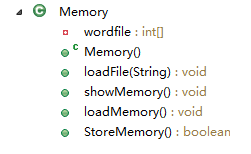 Memory
wordfile : int[]
Memory()
loadFile(String) : void
showMemory() : void
loadMemory() : void
StoreMemory() : boolean